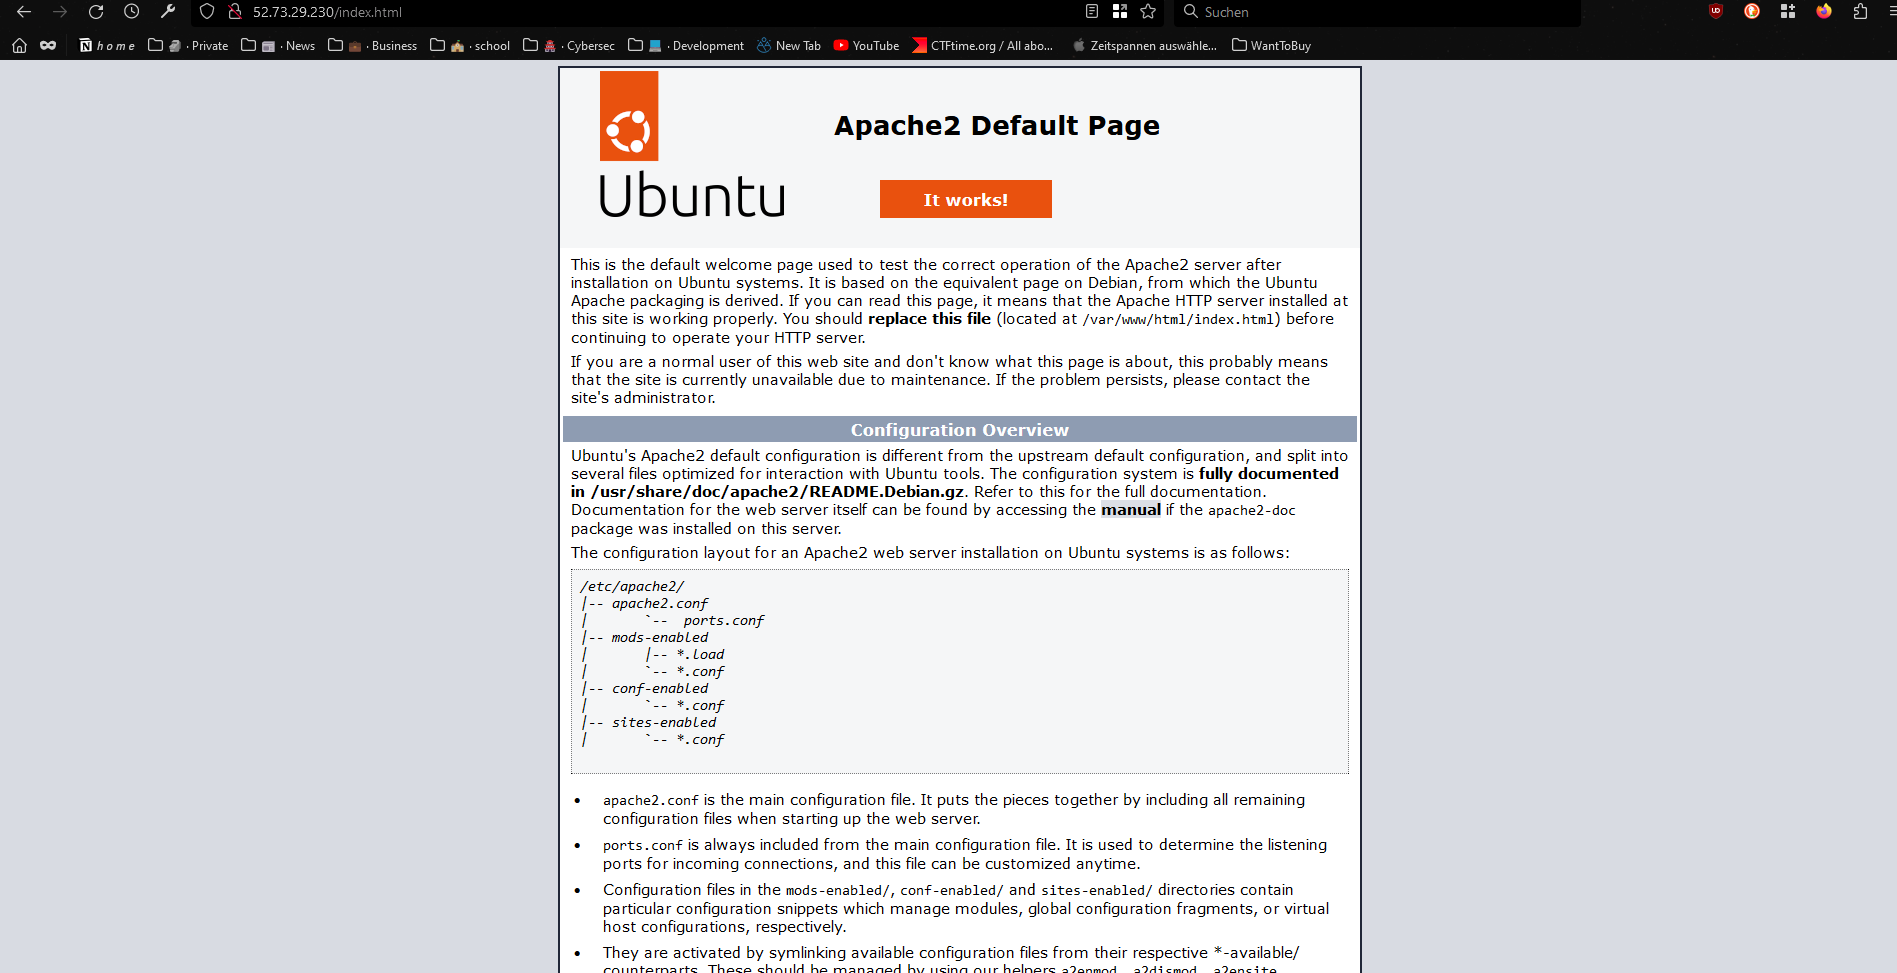 52.73.29.230/index.html
Suchen
home
· Private
· News
· Business
· school
· Cybersec
· Development
New Tab
YouTube
CTFtime.org / All abo...
Zeitspannen auswähle...
WantToBuy
Apache2 Default Page
Ubuntu
It works!
This is the default welcome page used to test the correct operation of the Apache2 server after
installation on Ubuntu systems. It is based on the equivalent page on Debian, from which the Ubuntu
Apache packaging is derived. If you can read this page, it means that the Apache HTTP server installed at
this site is working properly. You should replace this file (located at /var/www/html/index.html) before
continuing to operate your HTTP server.
If you are a normal user of this web site and don't know what this page is about, this probably means
that the site is currently unavailable due to maintenance. If the problem persists, please contact the
site's administrator.
Configuration Overview
Ubuntu's Apache2 default configuration is different from the upstream default configuration, and split into
several files optimized for interaction with Ubuntu tools. The configuration system is fully documented
in /usr/share/doc/apache2/README.Debian.gz. Refer to this for the full documentation.
Documentation for the web server itself can be found by accessing the manual if the apache2-doc
package was installed on this server.
The configuration layout for an Apache2 web server installation on Ubuntu systems is as follows:
/etc/apache2/
|-- apache2.conf
|       `--  ports.conf
|-- mods-enabled
|       |-- *.load
|       `-- *.conf
|-- conf-enabled
|       `-- *.conf
|-- sites-enabled
|       `-- *.conf
• apache2.conf is the main configuration file. It puts the pieces together by including all remaining
configuration files when starting up the web server.
• ports.conf is always included from the main configuration file. It is used to determine the listening
ports for incoming connections, and this file can be customized anytime.
• Configuration files in the mods-enabled/, conf-enabled/ and sites-enabled/ directories contain
particular configuration snippets which manage modules, global configuration fragments, or virtual
host configurations, respectively.
• They are activated by symlinking available configuration files from their respective *-available/
counterparts. These should be managed by using our helpers a2enmod, a2dismod, a2ensite,